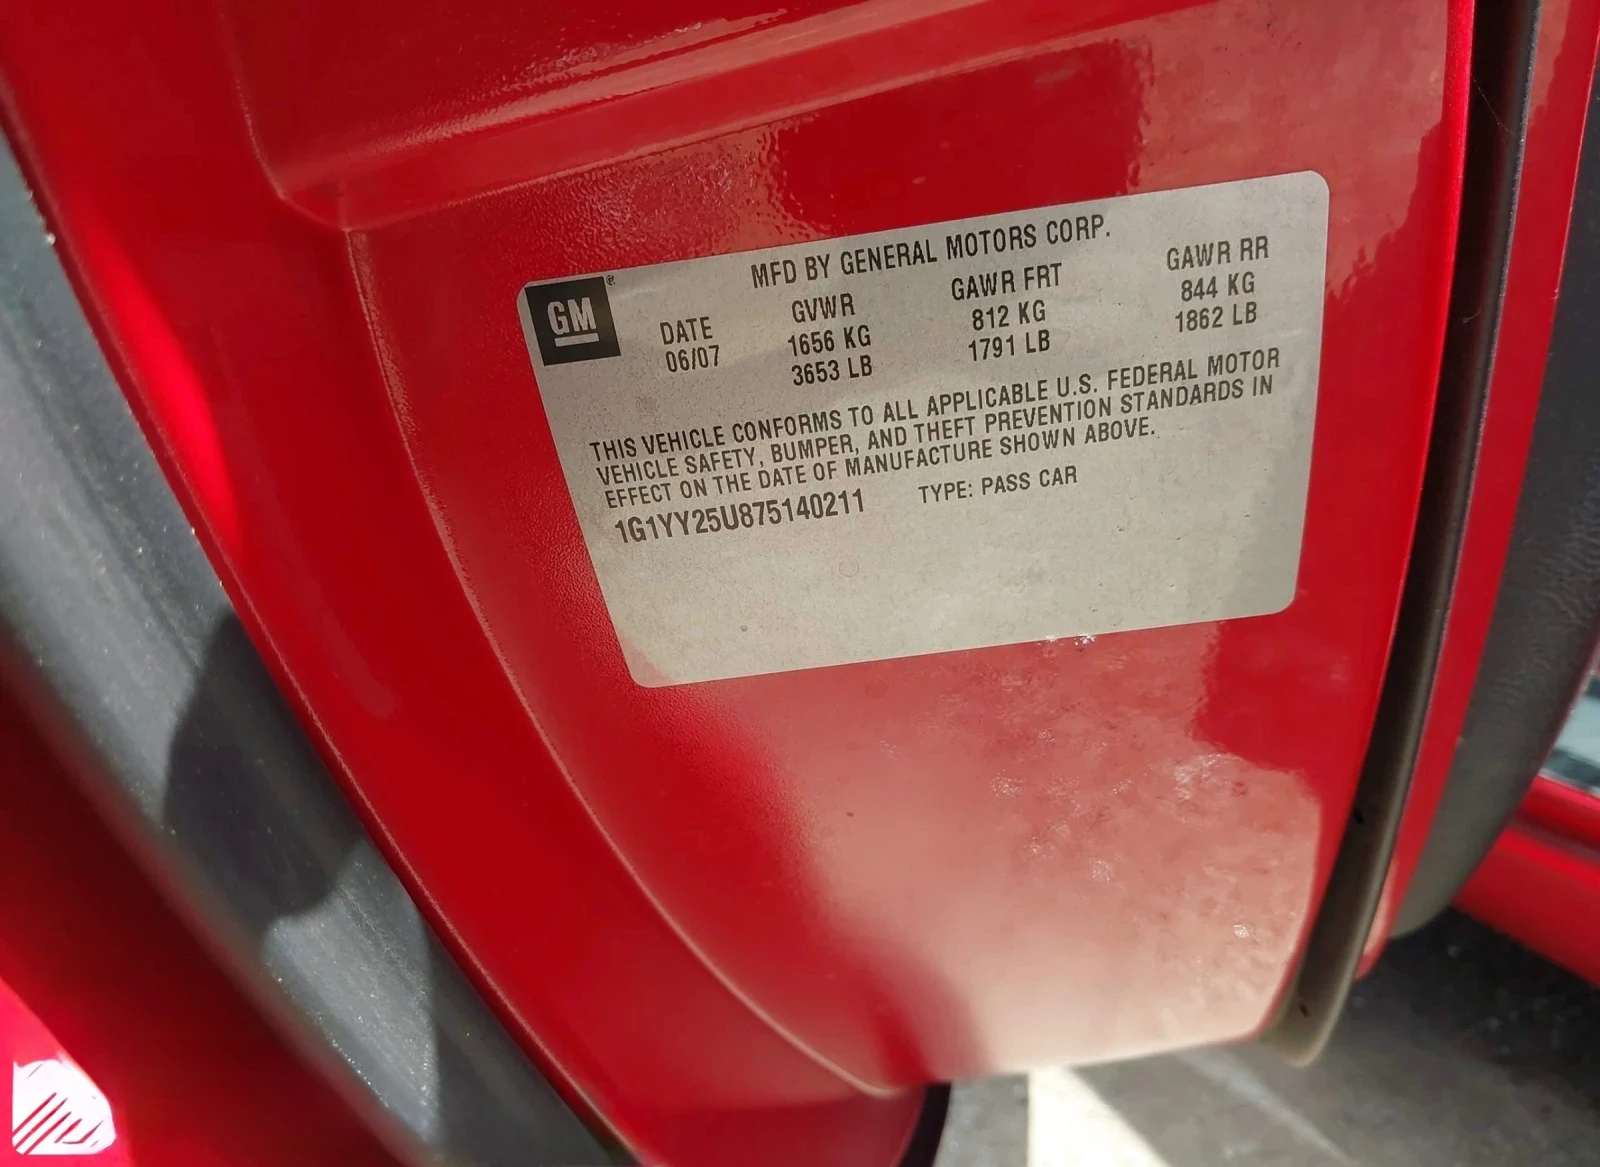 GM®
MFD BY GENERAL MOTORS CORP.
DATE GVWR GAWR FRT GAWR RR
06/07 1656 KG 812 KG 844 KG
3653 LB 1791 LB 1862 LB
THIS VEHICLE CONFORMS TO ALL APPLICABLE U.S. FEDERAL MOTOR
VEHICLE SAFETY, BUMPER, AND THEFT PREVENTION STANDARDS IN
EFFECT ON THE DATE OF MANUFACTURE SHOWN ABOVE.
1G1YY25U875140211 TYPE: PASS CAR